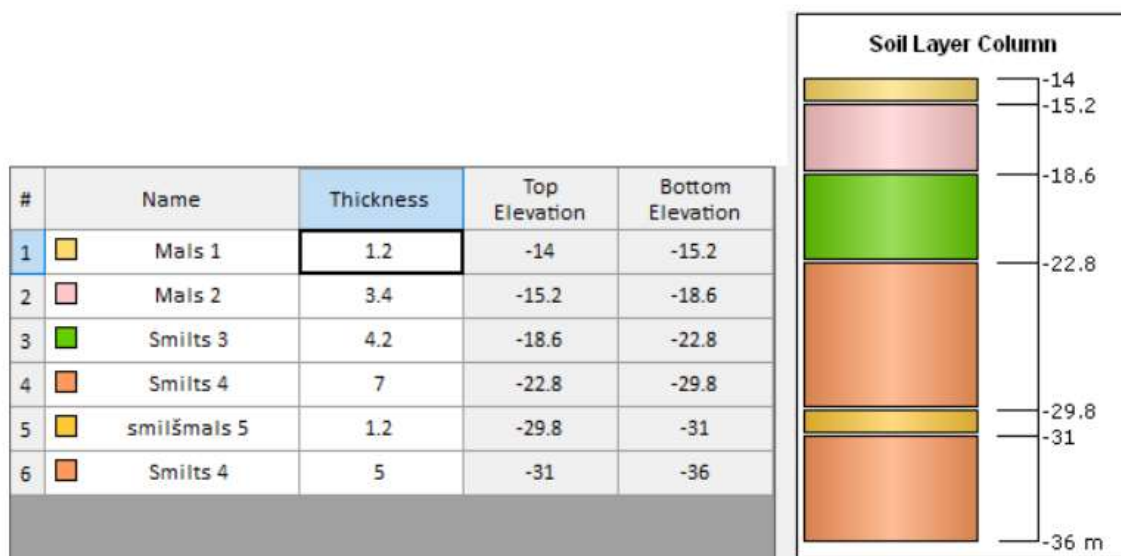 # Name Thickness Top Elevation Bottom Elevation
1 Mals 1 1.2 -14 -15.2
2 Mals 2 3.4 -15.2 -18.6
3 Smilts 3 4.2 -18.6 -22.8
4 Smilts 4 7 -22.8 -29.8
5 smilšmals 5 1.2 -29.8 -31
6 Smilts 4 5 -31 -36
Soil Layer Column
-14
-15.2
-18.6
-22.8
-29.8
-31
-36 m